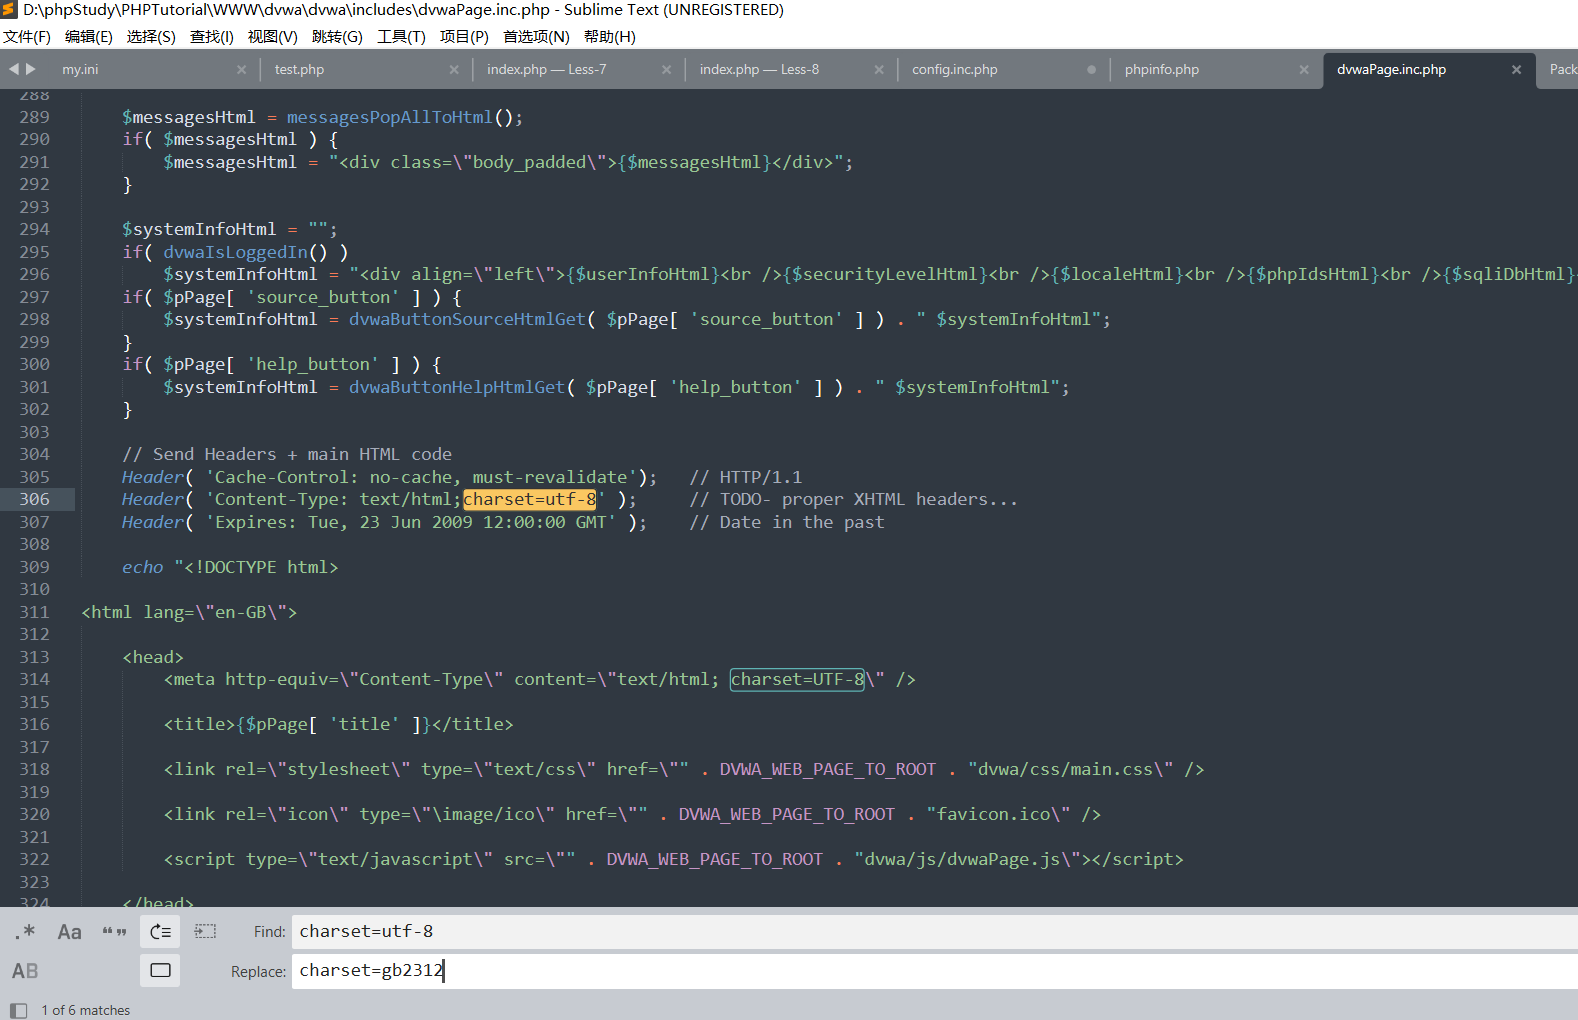 D:\phpStudy\PHPTutorial\WWW\dvwa\dvwa\includes\dvwaPage.inc.php - Sublime Text (UNREGISTERED)
文件(F) 编辑(E) 选择(S) 查找(I) 视图(V) 跳转(G) 工具(T) 项目(P) 首选项(N) 帮助(H)
my.ini test.php index.php — Less-7 index.php — Less-8 config.inc.php phpinfo.php dvwaPage.inc.php Pack
288
289 $messagesHtml = messagesPopAllToHtml();
290 if( $messagesHtml ) {
291 $messagesHtml = "<div class=\"body_padded\">{$messagesHtml}</div>";
292 }
293
294 $systemInfoHtml = "";
295 if( dvwaIsLoggedIn() )
296 $systemInfoHtml = "<div align=\"left\">{$userInfoHtml}<br />{$securityLevelHtml}<br />{$localeHtml}<br />{$phpIdsHtml}<br />{$sqliDbHtml}
297 if( $pPage[ 'source_button' ] ) {
298 $systemInfoHtml = dvwaButtonSourceHtmlGet( $pPage[ 'source_button' ] ) . " $systemInfoHtml";
299 }
300 if( $pPage[ 'help_button' ] ) {
301 $systemInfoHtml = dvwaButtonHelpHtmlGet( $pPage[ 'help_button' ] ) . " $systemInfoHtml";
302 }
303
304 // Send Headers + main HTML code
305 Header( 'Cache-Control: no-cache, must-revalidate'); // HTTP/1.1
306 Header( 'Content-Type: text/html;charset=utf-8' ); // TODO- proper XHTML headers...
307 Header( 'Expires: Tue, 23 Jun 2009 12:00:00 GMT' ); // Date in the past
308
309 echo "<!DOCTYPE html>
310
311 <html lang=\"en-GB\">
312
313 <head>
314 <meta http-equiv=\"Content-Type\" content=\"text/html; charset=UTF-8\" />
315
316 <title>{$pPage[ 'title' ]}</title>
317
318 <link rel=\"stylesheet\" type=\"text/css\" href=\"" . DVWA_WEB_PAGE_TO_ROOT . "dvwa/css/main.css\" />
319
320 <link rel=\"icon\" type=\"\image/ico\" href=\"" . DVWA_WEB_PAGE_TO_ROOT . "favicon.ico\" />
321
322 <script type=\"text/javascript\" src=\"" . DVWA_WEB_PAGE_TO_ROOT . "dvwa/js/dvwaPage.js\"></script>
323
324 </head>
.* Aa “” Find: charset=utf-8
AB Replace: charset=gb2312
1 of 6 matches